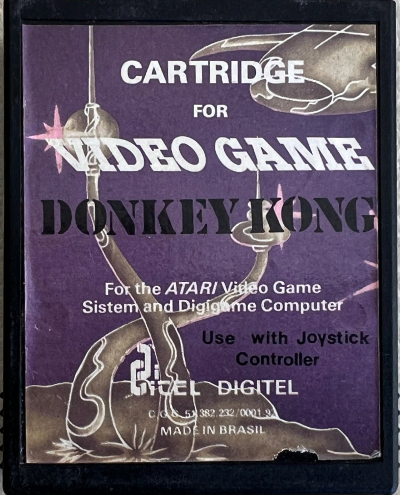 CARTRIDGE
FOR
VIDEO GAME
DONKEY KONG
For the ATARI Video Game
Sistem and Digigame Computer
Use with Joystick
Controller
DIGITEL
MADE IN BRASIL